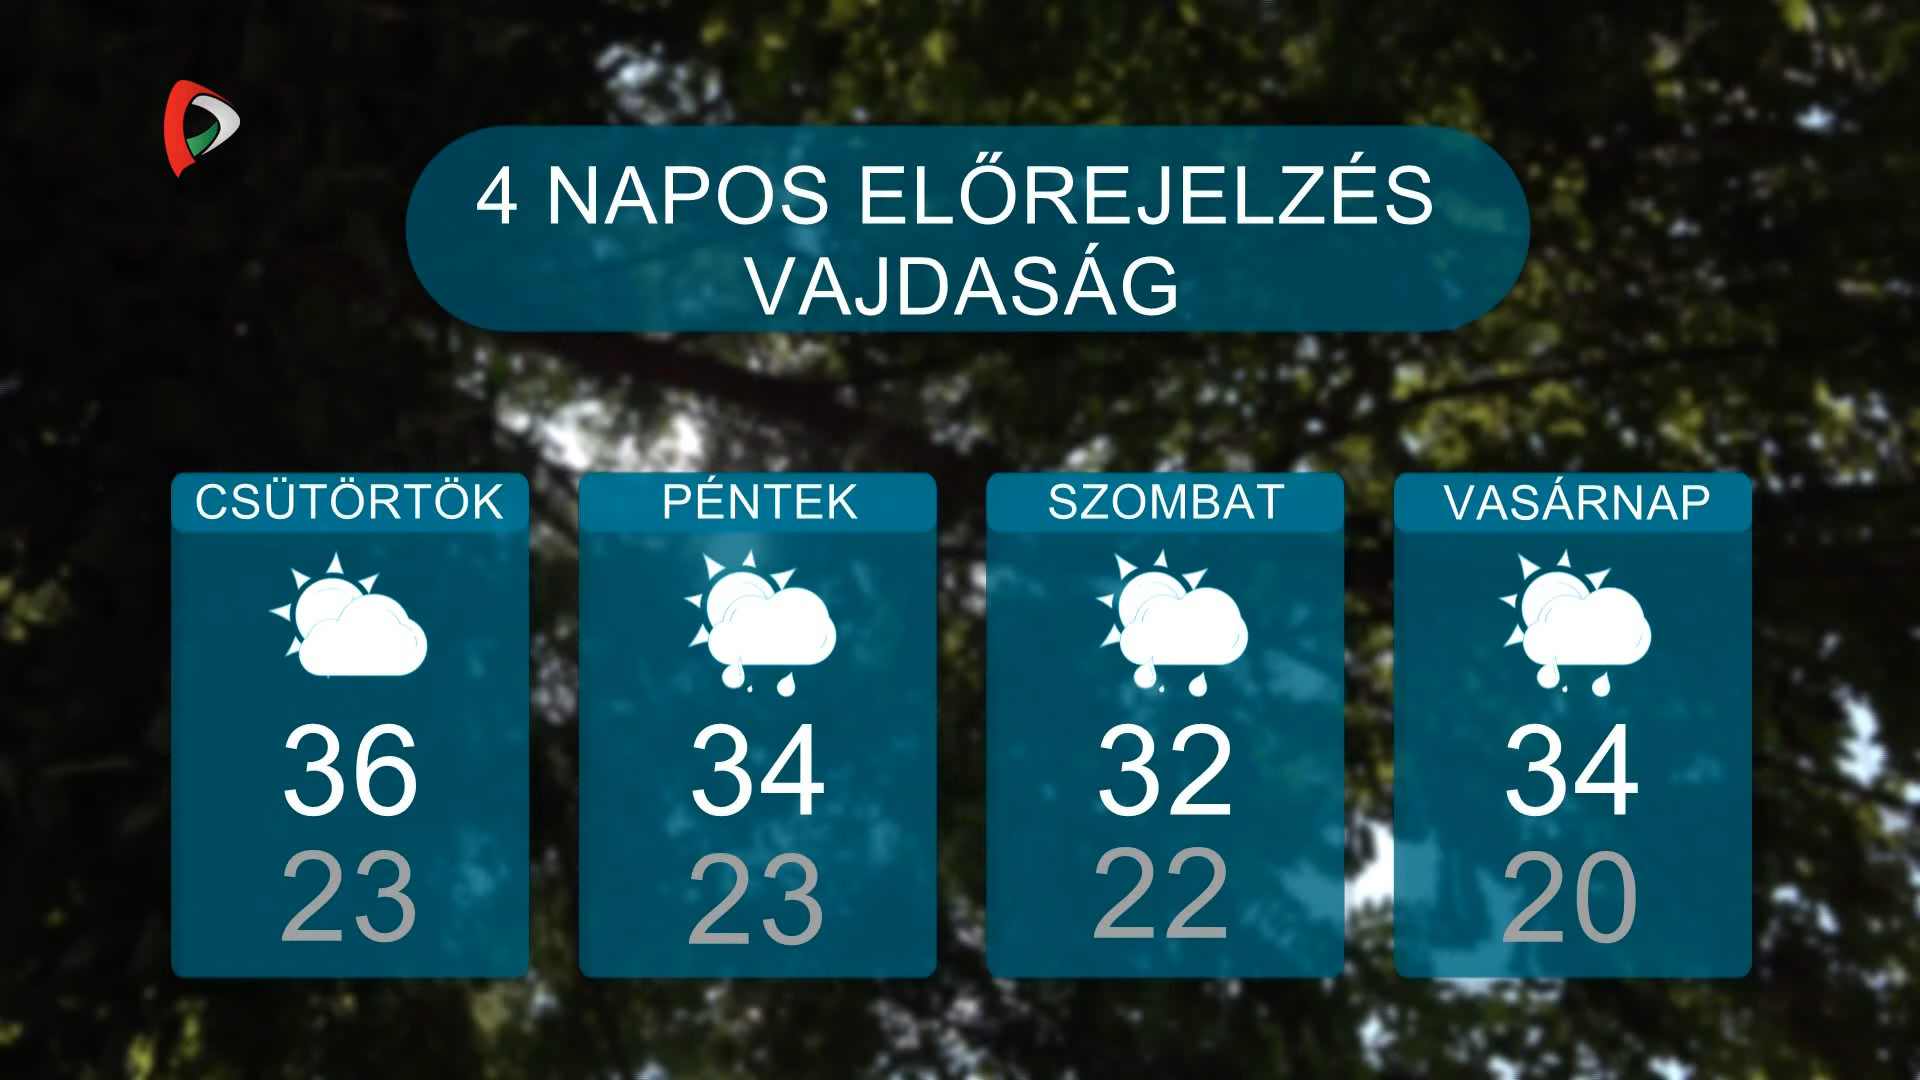 4 NAPOS ELŐREJELZÉS
VAJDASÁG
CSÜTÖRTÖK
36
23
PÉNTEK
34
23
SZOMBAT
32
22
VASÁRNAP
34
20